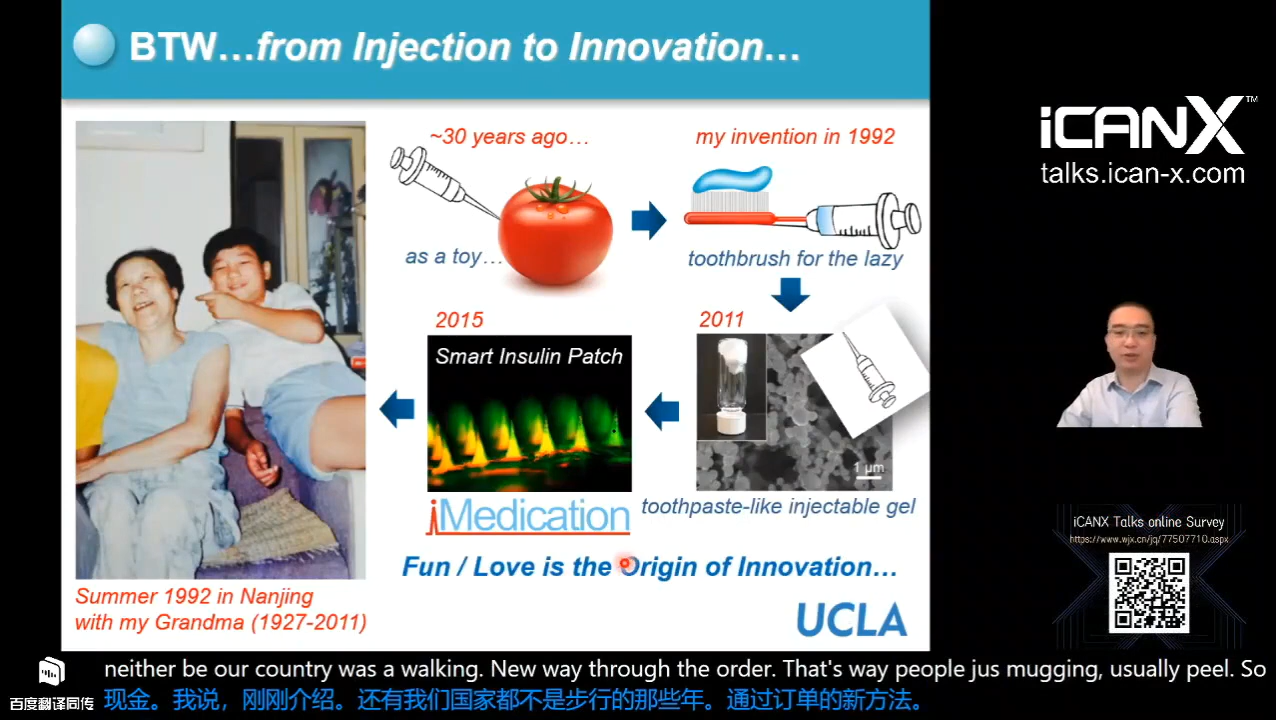 BTW…from Injection to Innovation…
~30 years ago…
my invention in 1992
as a toy…
toothbrush for the lazy
2015
2011
Smart Insulin Patch
1 μm
iMedication
toothpaste-like injectable gel
Fun / Love is the Origin of Innovation…
Summer 1992 in Nanjing
with my Grandma (1927-2011)
UCLA
iCANX™
talks.ican-x.com
iCANX Talks online Survey
https://www.wjx.cn/jq/77507710.aspx
neither be our country was a walking. New way through the order. That's way people jus mugging, usually peel. So
百度翻译同传
现金。我说，刚刚介绍。还有我们国家都不是步行的那些年。通过订单的新方法。